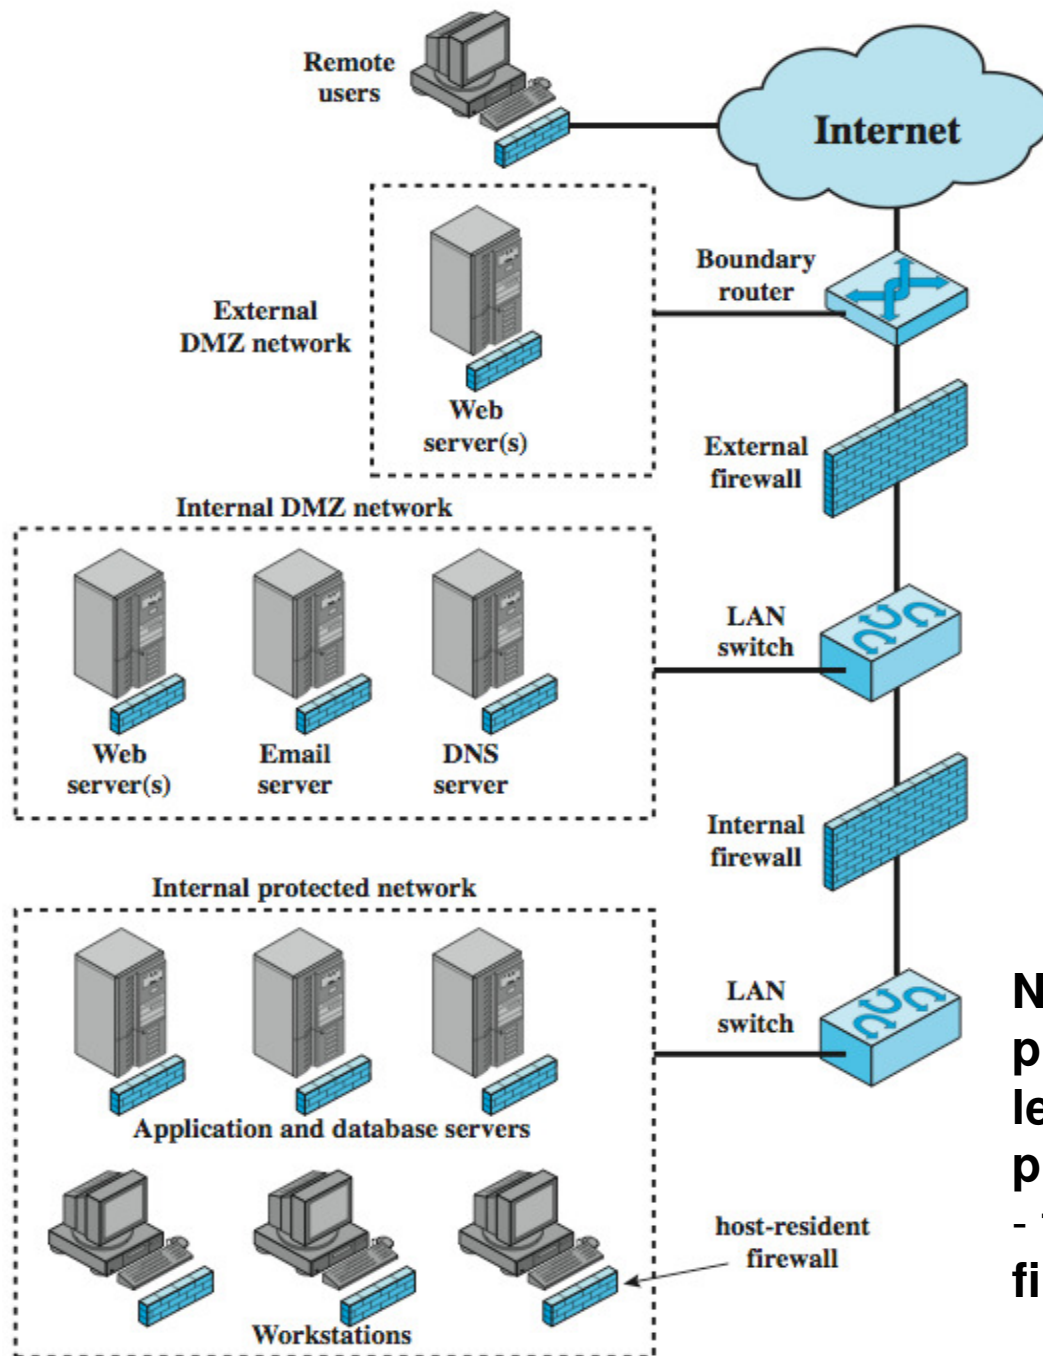 Remote
users
Internet
Boundary
router
External
DMZ network
Web
server(s)
External
firewall
Internal DMZ network
LAN
switch
Web
server(s)
Email
server
DNS
server
Internal
firewall
Internal protected network
LAN
switch
Application and database servers
host-resident
firewall
Workstations